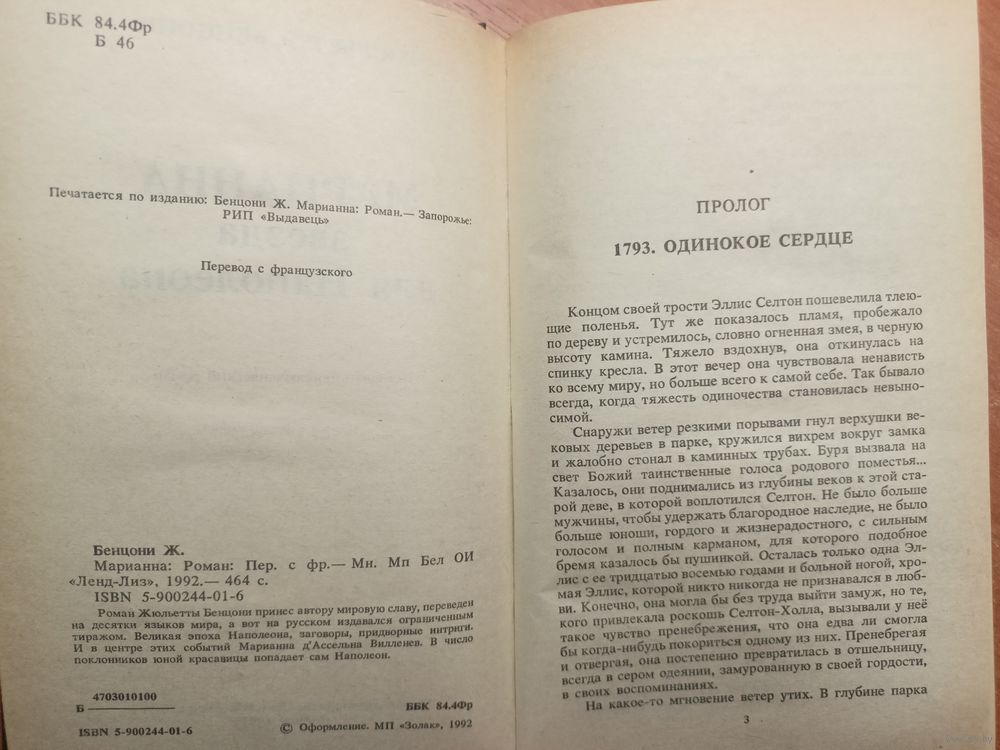 ББК 84.4Фр
Б 46
Печатается по изданию: Бенцони Ж. Марианна: Роман.— Запорожье:
РИП «Выдавець»
Перевод с французского
Бенцони Ж.
Марианна: Роман: Пер. с фр.— Мн. Мп Бел ОИ
«Ленд-Лиз», 1992.— 464 с.
ISBN 5-900244-01-6
Роман Жюльетты Бенцони принес автору мировую славу, переведен
на десятки языков мира, а вот на русском издавался ограниченным
тиражом. Великая эпоха Наполеона, заговоры, придворные интриги.
И в центре этих событий Марианна д'Ассельна Вилленев. В число
поклонников юной красавицы попадает сам Наполеон.
4703010100
Б
ББК 84.4Фр
ISBN 5-900244-01-6
© Оформление. МП «Золак», 1992
ПРОЛОГ
1793. ОДИНОКОЕ СЕРДЦЕ
Концом своей трости Эллис Селтон пошевелила тлею-
щие поленья. Тут же показалось пламя, пробежало
по дереву и устремилось, словно огненная змея, в черную
высоту камина. Тяжело вздохнув, она откинулась на
спинку кресла. В этот вечер она чувствовала ненависть
ко всему миру, но больше всего к самой себе. Так бывало
всегда, когда тяжесть одиночества становилась невыно-
симой.
Снаружи ветер резкими порывами гнул верхушки ве-
ковых деревьев в парке, кружился вихрем вокруг замка
и жалобно стонал в каминных трубах. Буря вызвала на
свет Божий таинственные голоса родового поместья...
Казалось, они поднимались из глубины веков к этой ста-
рой деве, в которой воплотился Селтон. Не было больше
мужчины, чтобы удержать благородное наследие, не было
больше юноши, гордого и жизнерадостного, с сильным
голосом и полным карманом, для которого подобное
бремя казалось бы пушинкой. Осталась только одна Эл-
лис с ее тридцатью восемью годами и больной ногой, хро-
мая Эллис, которой никто никогда не признавался в люб-
ви. Конечно, она могла бы без труда выйти замуж, но те,
кого привлекала роскошь Селтон-Холла, вызывали у неё
такое чувство пренебрежения, что она едва ли смогла
бы когда-нибудь покориться одному из них. Пренебрегая
и отвергая, она постепенно превратилась в отшельницу,
всегда в сером одеянии, замурованную в своей гордости,
в своих воспоминаниях.
На какое-то мгновение ветер утих. В глубине парка
3